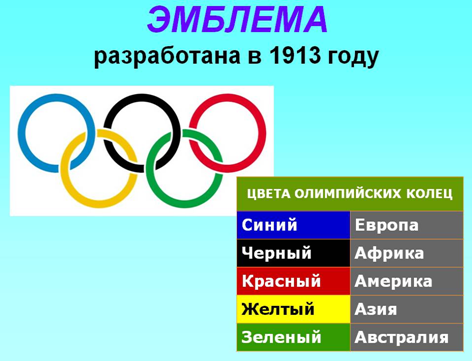 ЭМБЛЕМА
разработана в 1913 году
ЦВЕТА ОЛИМПИЙСКИХ КОЛЕЦ
Синий Европа
Черный Африка
Красный Америка
Желтый Азия
Зеленый Австралия